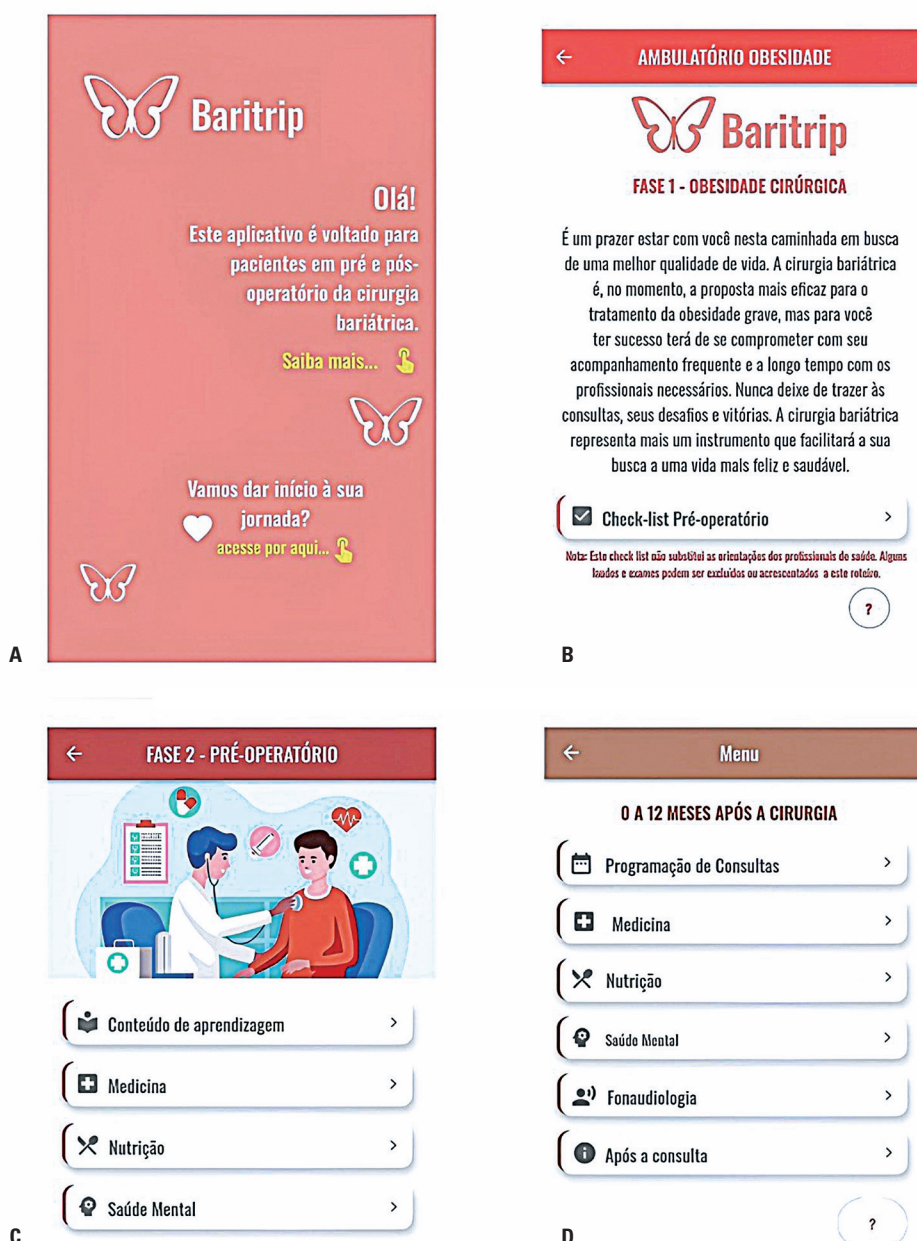 Baritrip
Olá!
Este aplicativo é voltado para
pacientes em pré e pós-
operatório da cirurgia
bariátrica.
Saiba mais...
Vamos dar início à sua
jornada?
acesse por aqui...
A
AMBULATÓRIO OBESIDADE
Baritrip
FASE 1 - OBESIDADE CIRÚRGICA
É um prazer estar com você nesta caminhada em busca
de uma melhor qualidade de vida. A cirurgia bariátrica
é, no momento, a proposta mais eficaz para o
tratamento da obesidade grave, mas para você
ter sucesso terá de se comprometer com seu
acompanhamento frequente e a longo tempo com os
profissionais necessários. Nunca deixe de trazer às
consultas, seus desafios e vitórias. A cirurgia bariátrica
representa mais um instrumento que facilitará a sua
busca a uma vida mais feliz e saudável.
Check-list Pré-operatório
Nota: Este check list não substitui as orientações dos profissionais de saúde. Alguns
laudos e exames podem ser excluídos ou acrescentados a este roteiro.
?
B
FASE 2 - PRÉ-OPERATÓRIO
Conteúdo de aprendizagem
Medicina
Nutrição
Saúde Mental
C
Menu
0 A 12 MESES APÓS A CIRURGIA
Programação de Consultas
Medicina
Nutrição
Saúde Mental
Fonaudiologia
Após a consulta
?
D